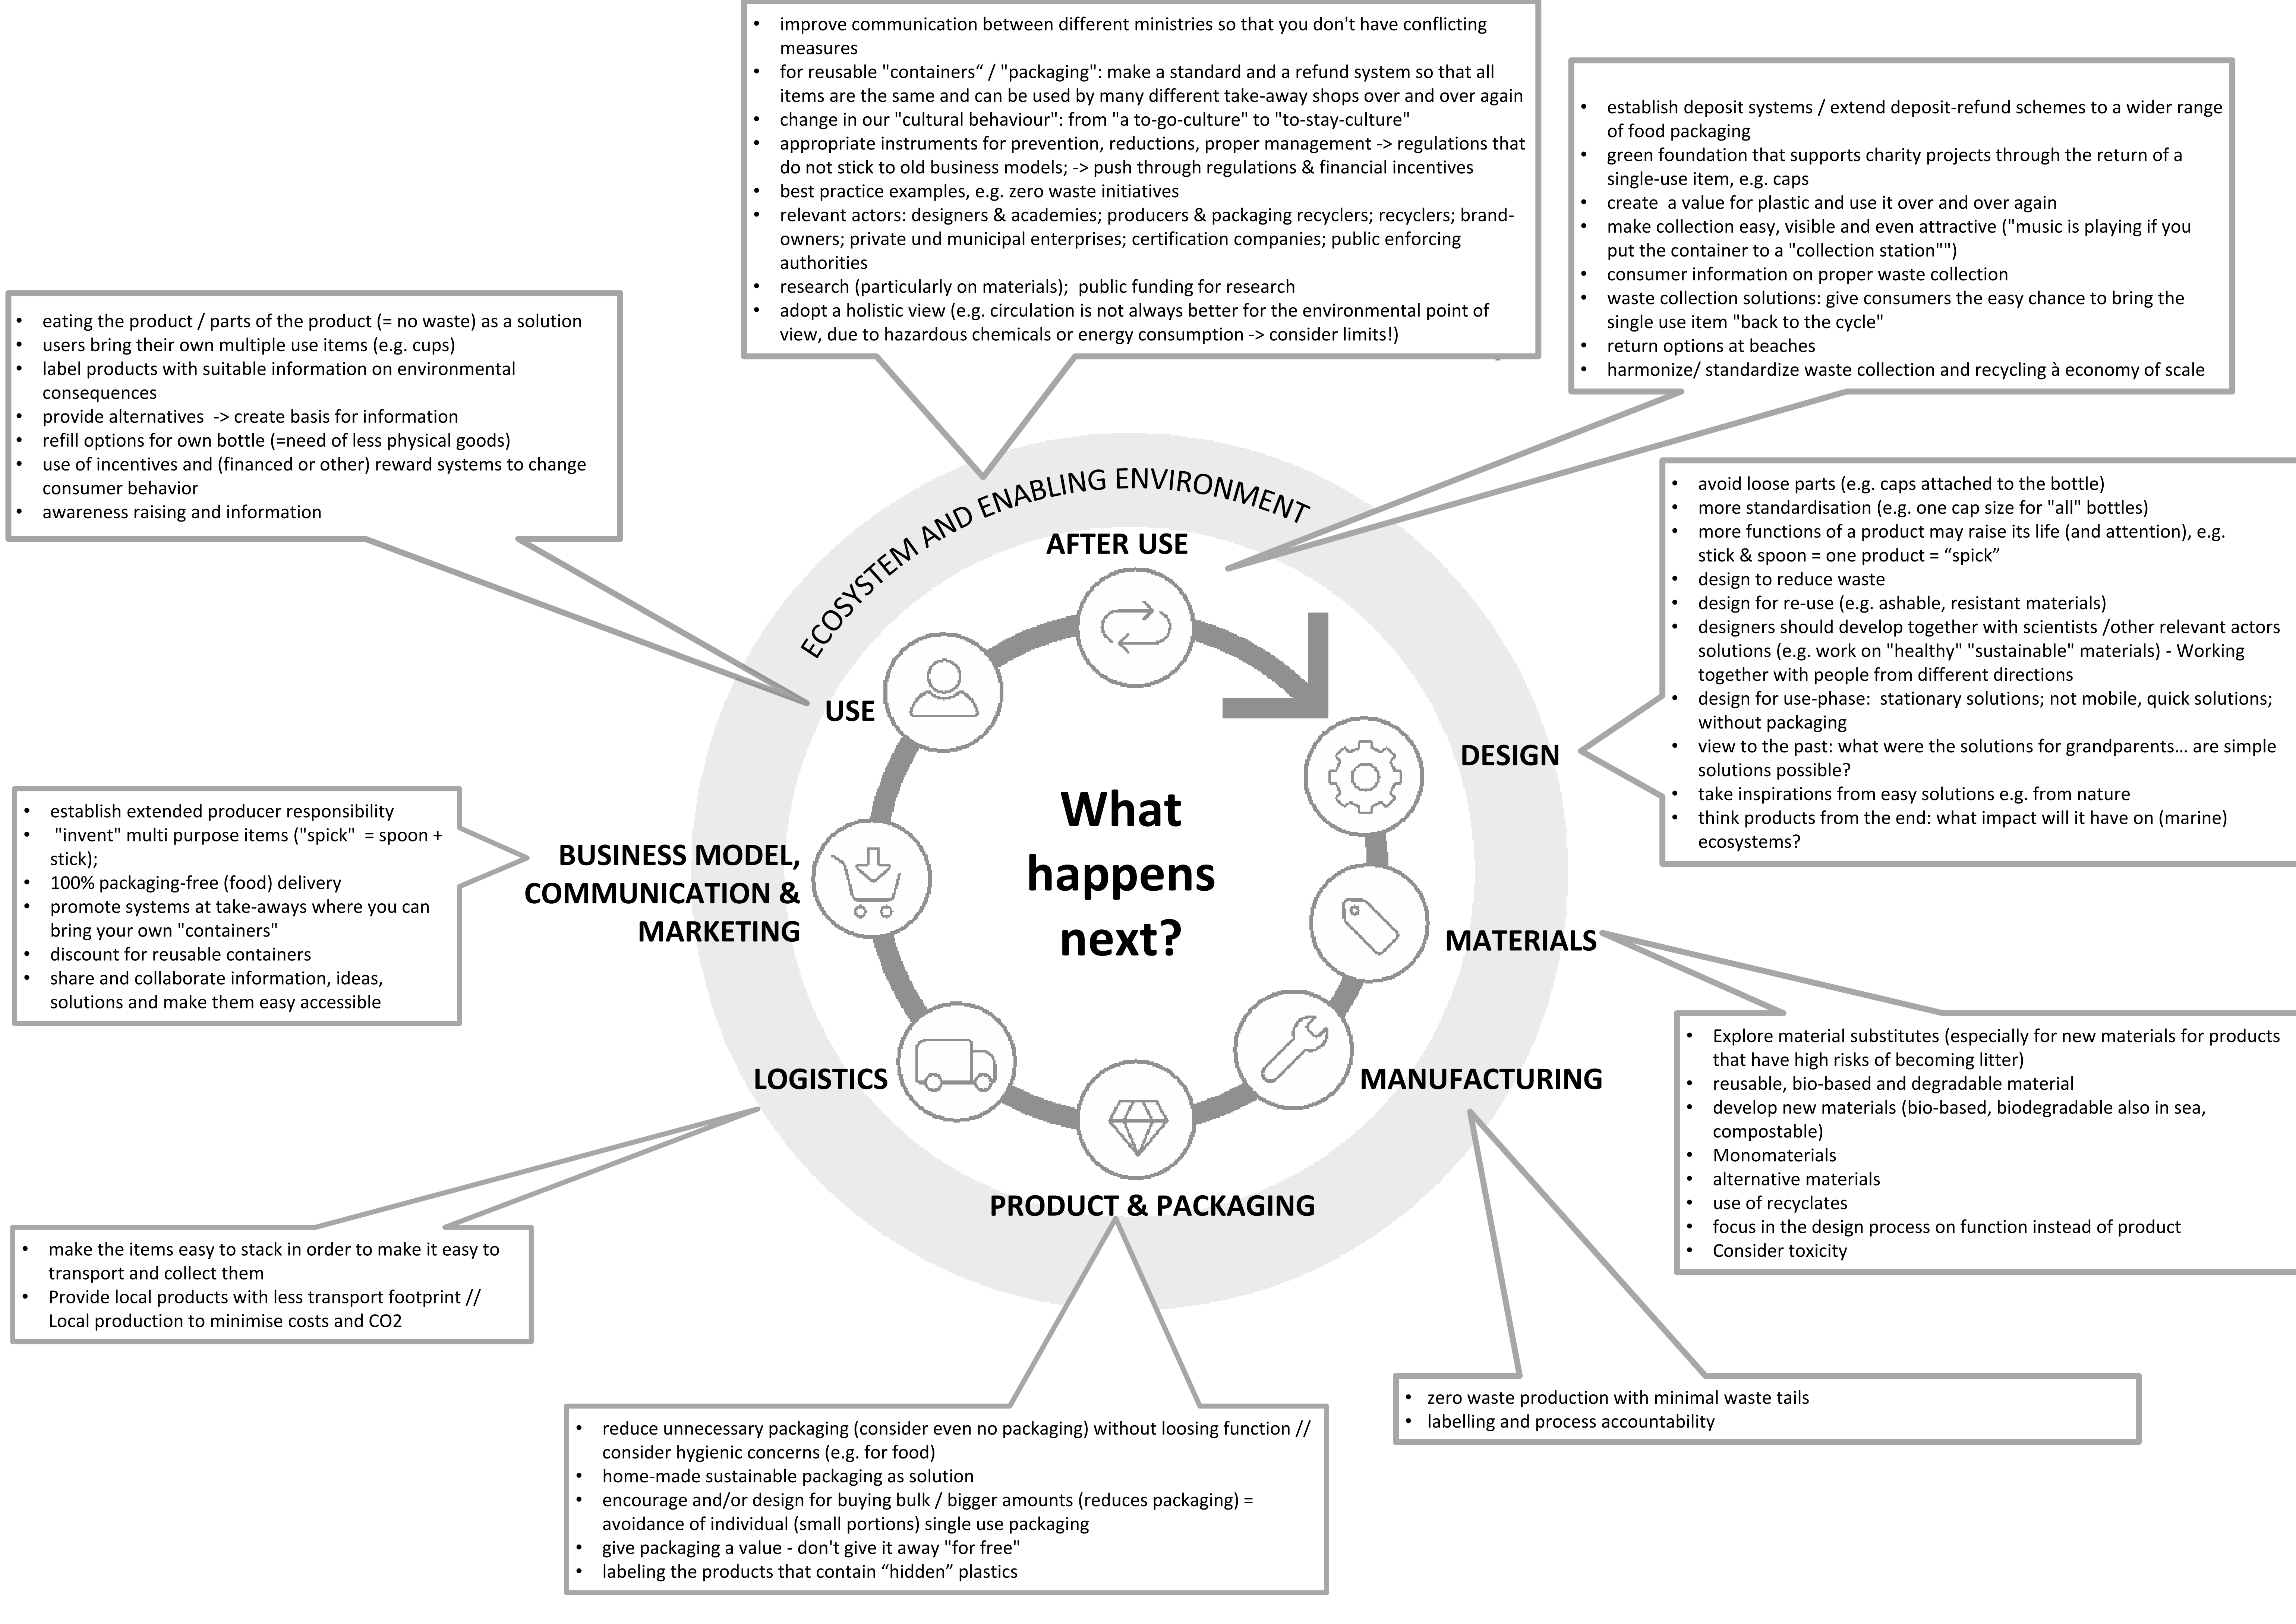 • improve communication between different ministries so that you don't have conflicting
measures
• for reusable "containers“ / "packaging": make a standard and a refund system so that all
items are the same and can be used by many different take-away shops over and over again
• change in our "cultural behaviour": from "a to-go-culture" to "to-stay-culture"
• appropriate instruments for prevention, reductions, proper management -> regulations that
do not stick to old business models; -> push through regulations & financial incentives
• best practice examples, e.g. zero waste initiatives
• relevant actors: designers & academies; producers & packaging recyclers; recyclers; brand-
owners; private und municipal enterprises; certification companies; public enforcing
authorities
• research (particularly on materials);  public funding for research
• adopt a holistic view (e.g. circulation is not always better for the environmental point of
view, due to hazardous chemicals or energy consumption -> consider limits!)
• establish deposit systems / extend deposit-refund schemes to a wider range
of food packaging
• green foundation that supports charity projects through the return of a
single-use item, e.g. caps
• create  a value for plastic and use it over and over again
• make collection easy, visible and even attractive ("music is playing if you
put the container to a "collection station"")
• consumer information on proper waste collection
• waste collection solutions: give consumers the easy chance to bring the
single use item "back to the cycle"
• return options at beaches
• harmonize/ standardize waste collection and recycling à economy of scale
• eating the product / parts of the product (= no waste) as a solution
• users bring their own multiple use items (e.g. cups)
• label products with suitable information on environmental
consequences
• provide alternatives  -> create basis for information
• refill options for own bottle (=need of less physical goods)
• use of incentives and (financed or other) reward systems to change
consumer behavior
• awareness raising and information
• avoid loose parts (e.g. caps attached to the bottle)
• more standardisation (e.g. one cap size for "all" bottles)
• more functions of a product may raise its life (and attention), e.g.
stick & spoon = one product = “spick”
• design to reduce waste
• design for re-use (e.g. ashable, resistant materials)
• designers should develop together with scientists /other relevant actors
solutions (e.g. work on "healthy" "sustainable" materials) - Working
together with people from different directions
• design for use-phase:  stationary solutions; not mobile, quick solutions;
without packaging
• view to the past: what were the solutions for grandparents… are simple
solutions possible?
• take inspirations from easy solutions e.g. from nature
• think products from the end: what impact will it have on (marine)
ecosystems?
ECOSYSTEM AND ENABLING ENVIRONMENT
AFTER USE
USE
DESIGN
What
happens
next?
• establish extended producer responsibility
• "invent" multi purpose items ("spick"  = spoon +
stick);
• 100% packaging-free (food) delivery
• promote systems at take-aways where you can
bring your own "containers"
• discount for reusable containers
• share and collaborate information, ideas,
solutions and make them easy accessible
BUSINESS MODEL,
COMMUNICATION &
MARKETING
MATERIALS
LOGISTICS
MANUFACTURING
PRODUCT & PACKAGING
• Explore material substitutes (especially for new materials for products
that have high risks of becoming litter)
• reusable, bio-based and degradable material
• develop new materials (bio-based, biodegradable also in sea,
compostable)
• Monomaterials
• alternative materials
• use of recyclates
• focus in the design process on function instead of product
• Consider toxicity
• make the items easy to stack in order to make it easy to
transport and collect them
• Provide local products with less transport footprint //
Local production to minimise costs and CO2
• zero waste production with minimal waste tails
• labelling and process accountability
• reduce unnecessary packaging (consider even no packaging) without loosing function //
consider hygienic concerns (e.g. for food)
• home-made sustainable packaging as solution
• encourage and/or design for buying bulk / bigger amounts (reduces packaging) =
avoidance of individual (small portions) single use packaging
• give packaging a value - don't give it away "for free"
• labeling the products that contain “hidden” plastics